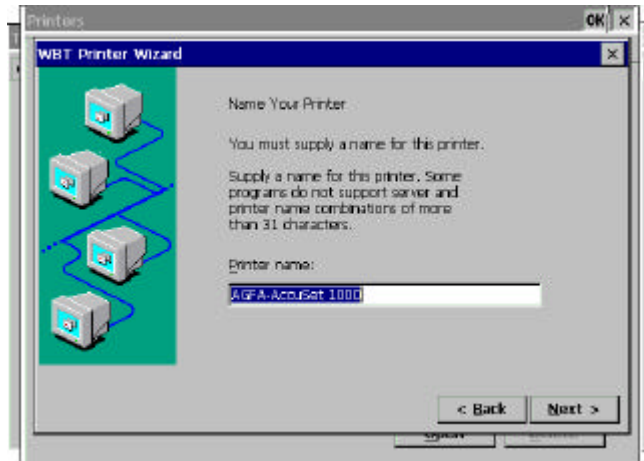 Printers
OK ×
WBT Printer Wizard
×
Name Your Printer
You must supply a name for this printer.
Supply a name for this printer. Some
programs do not support server and
printer name combinations of more
than 31 characters.
Printer name:
AGFA-AccuSet 1000
< Back Next >